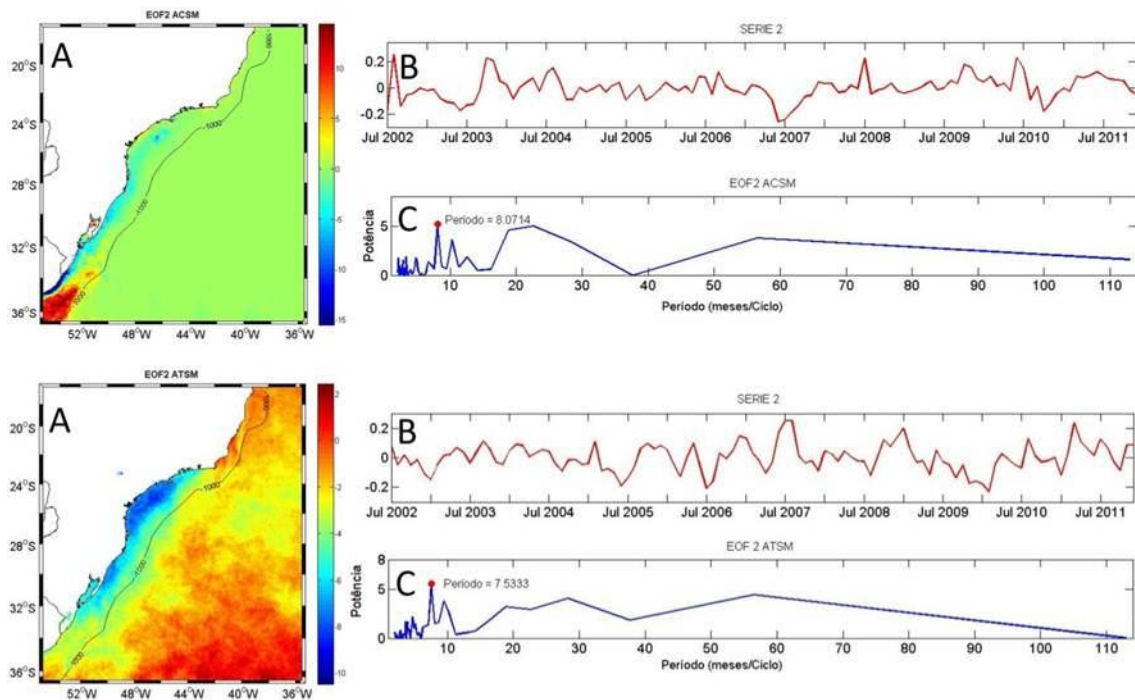 EOF2 ACSM
A
20°S
24°S
28°S
32°S
36°S
52°W 48°W 44°W 40°W 36°W
-1000
-1000
-1000
10
5
0
-5
-10
-15
SERIE 2
B
0.2
0
-0.2
Jul 2002 Jul 2003 Jul 2004 Jul 2005 Jul 2006 Jul 2007 Jul 2008 Jul 2009 Jul 2010 Jul 2011
EOF2 ACSM
C
Período = 8.0714
Potência
5
0
10 20 30 40 50 60 70 80 90 100 110
Período (meses/Ciclo)
EOF2 ATSM
A
20°S
24°S
28°S
32°S
36°S
52°W 48°W 44°W 40°W 36°W
-1000
-1000
-1000
-1000
2
0
-2
-4
-6
-8
-10
SERIE 2
B
0.2
0
-0.2
Jul 2002 Jul 2003 Jul 2004 Jul 2005 Jul 2006 Jul 2007 Jul 2008 Jul 2009 Jul 2010 Jul 2011
EOF 2 ATSM
C
Período = 7.5333
Potência
8
5
0
10 20 30 40 50 60 70 80 90 100 110
Período (meses/Ciclo)